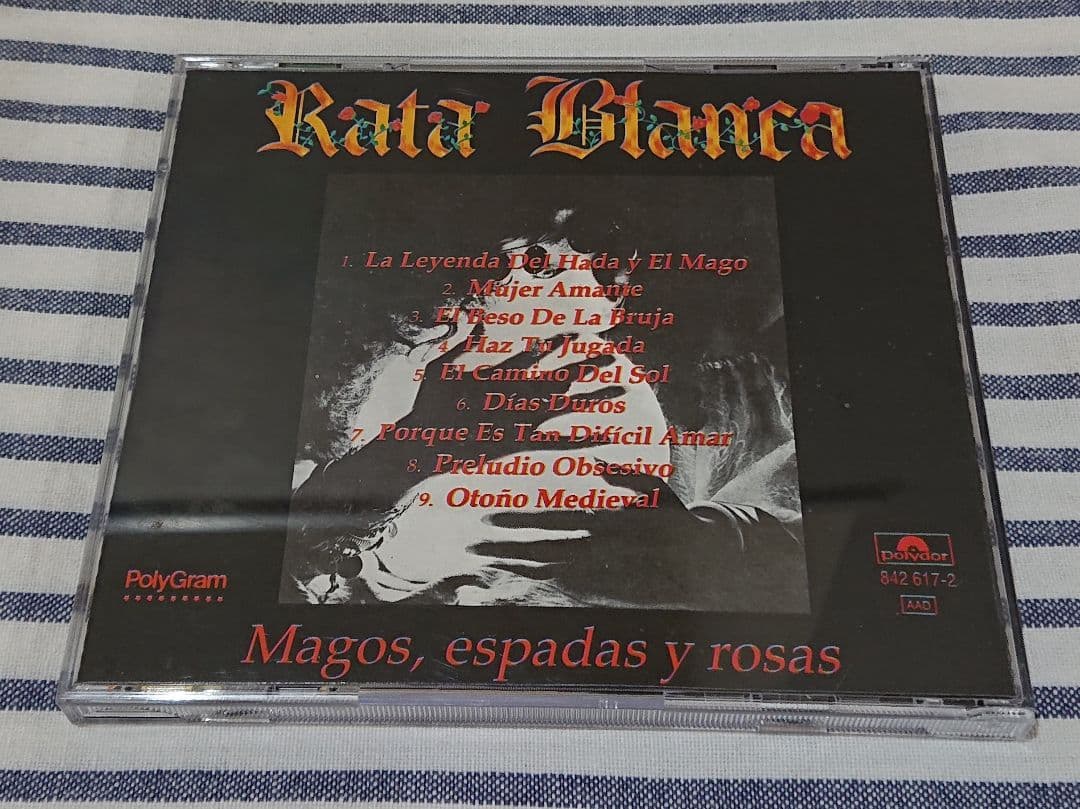 Rata Blanca
1. La Leyenda Del Hada y El Mago
2. Mujer Amante
3. El Beso De La Bruja
4. Haz Tu Jugada
5. El Camino Del Sol
6. Días Duros
7. Porque Es Tan Difícil Amar
8. Preludio Obsesivo
9. Otoño Medieval
PolyGram
polydor
842 617-2
AAD
Magos, espadas y rosas